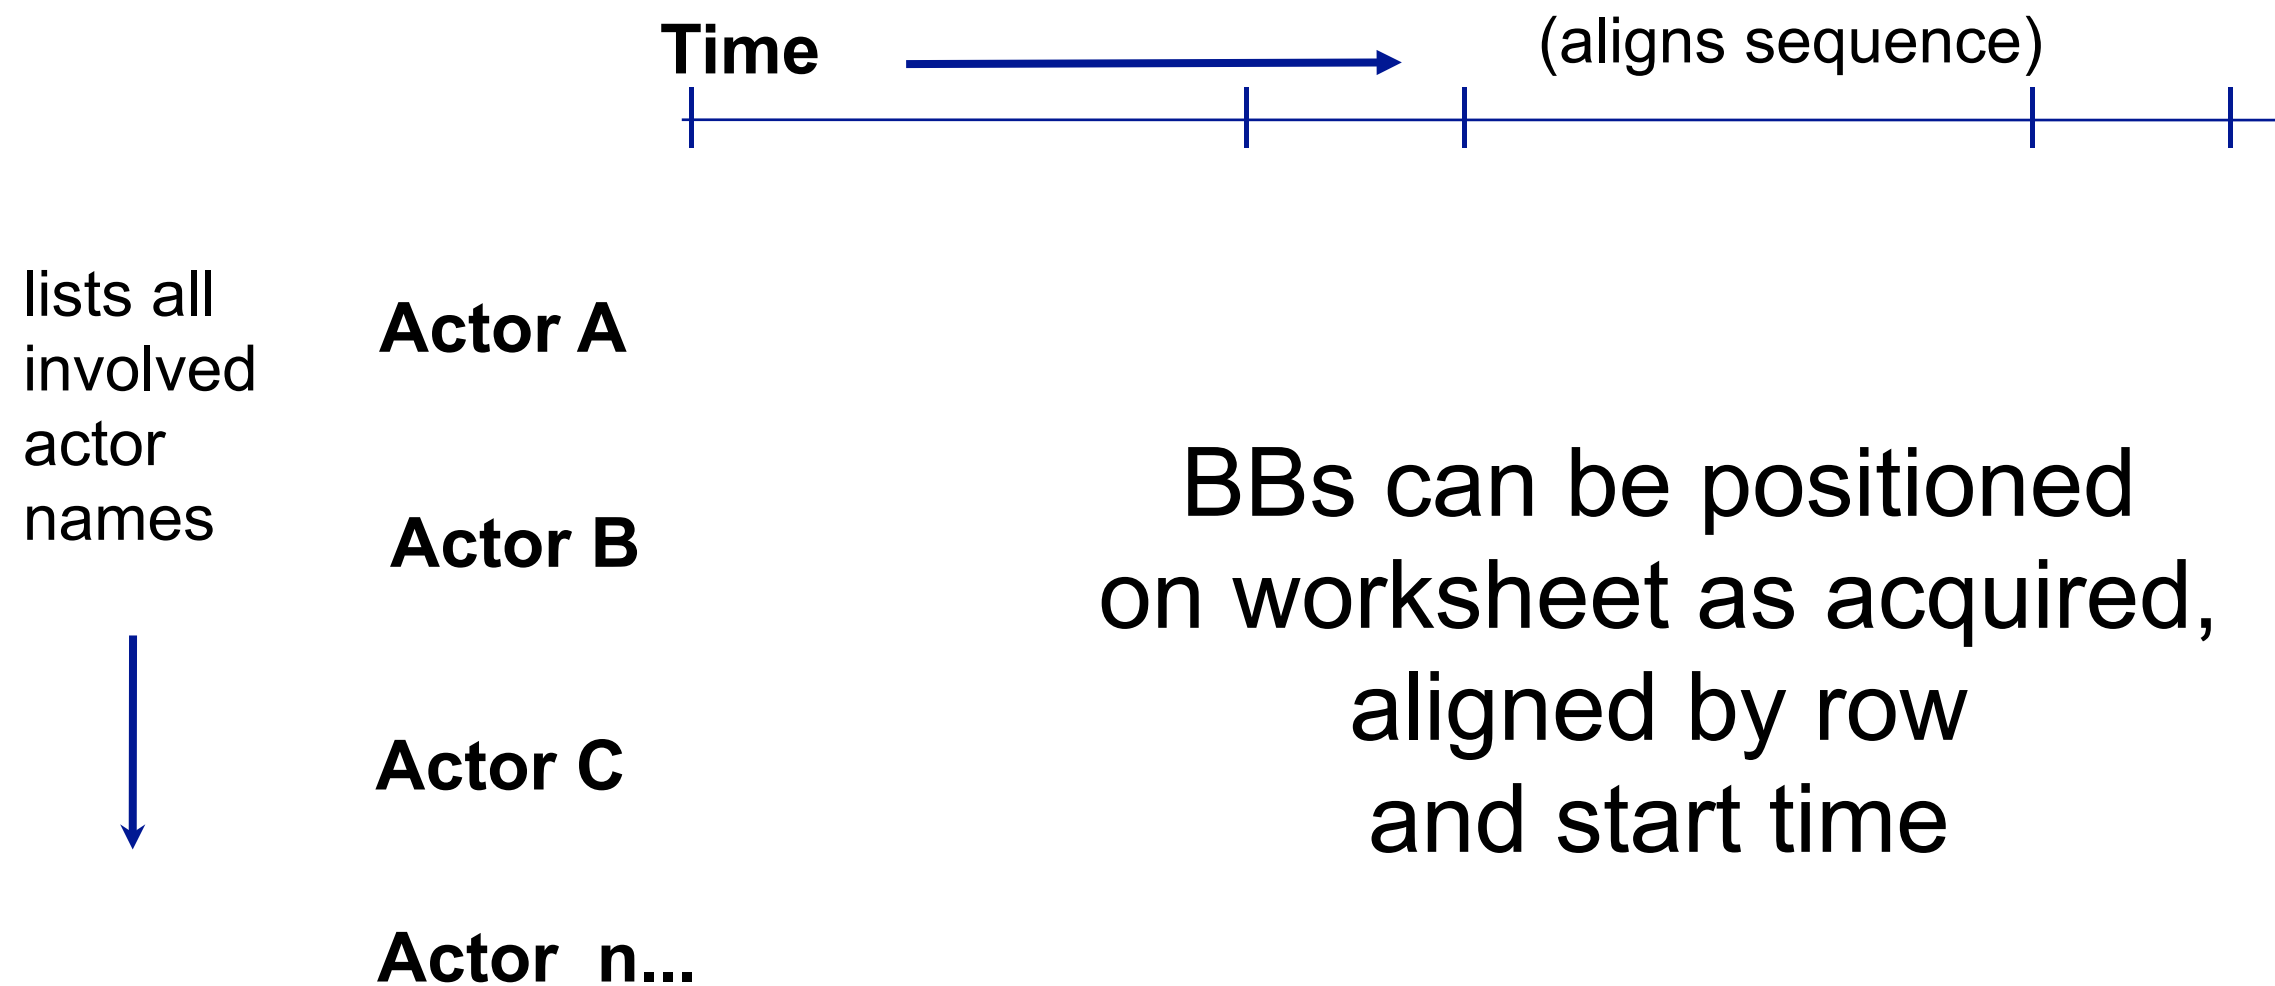 Time
(aligns sequence)
lists all
involved
actor
names
Actor A
Actor B
Actor C
Actor n...
BBs can be positioned
on worksheet as acquired,
aligned by row
and start time